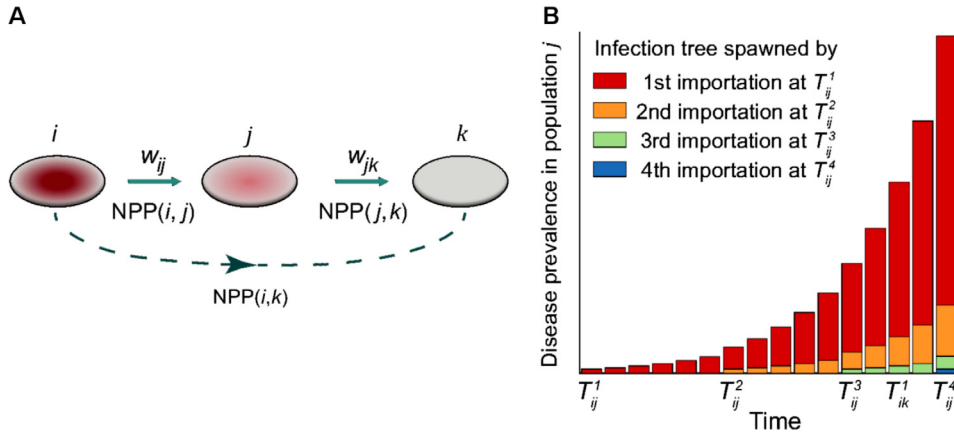 A
i
j
k
w_ij
w_jk
NPP(i, j)
NPP(j, k)
NPP(i,k)
B
Disease prevalence in population j
Infection tree spawned by
1st importation at T_ij^1
2nd importation at T_ij^2
3rd importation at T_ij^3
4th importation at T_ij^4
T_ij^1 T_ij^2 T_ij^3 T_ik^1 T_ij^4
Time